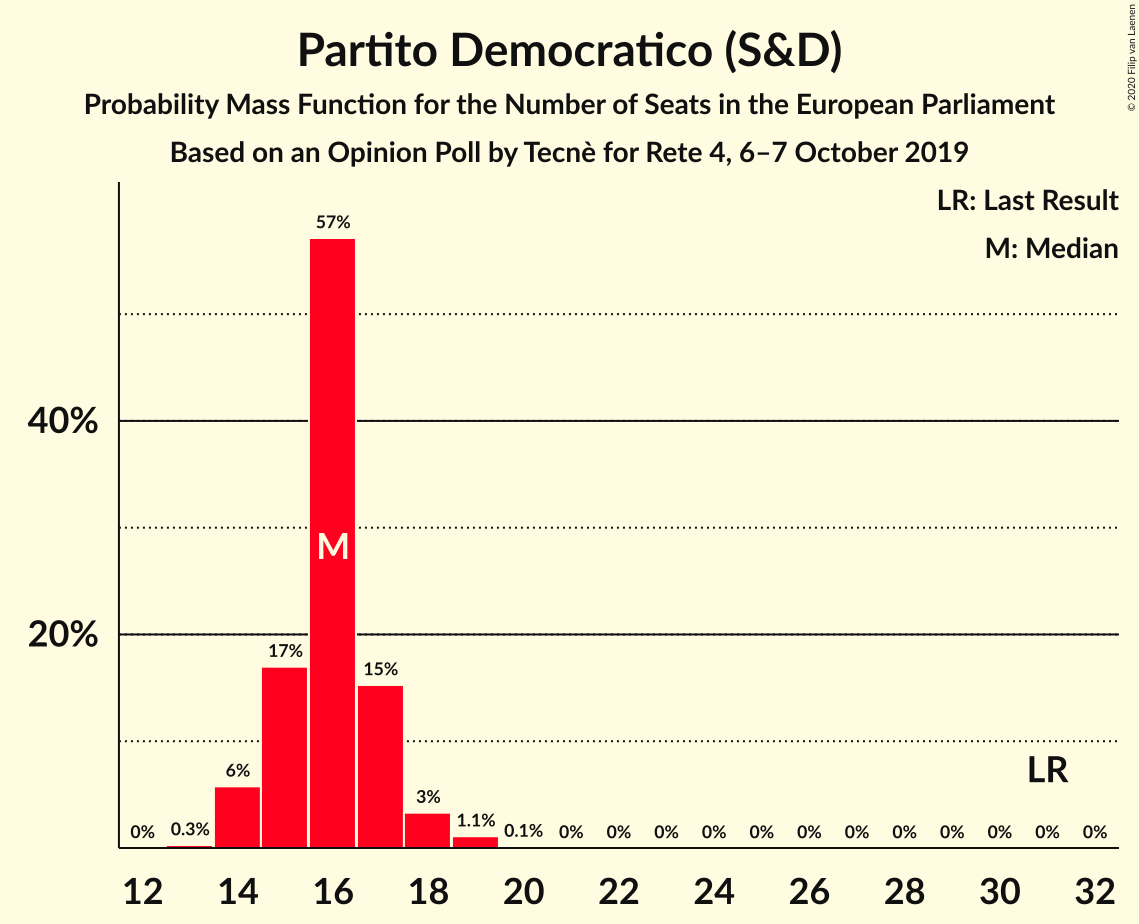 Partito Democratico (S&D)
Probability Mass Function for the Number of Seats in the European Parliament
Based on an Opinion Poll by Tecnè for Rete 4, 6–7 October 2019
© 2020 Filip van Laenen
LR: Last Result
M: Median
40%
20%
0%
0.3%
6%
17%
57%
M
15%
3%
1.1%
0.1%
0%
0%
0%
0%
0%
0%
0%
0%
0%
0%
0%
0%
LR
12 14 16 18 20 22 24 26 28 30 32